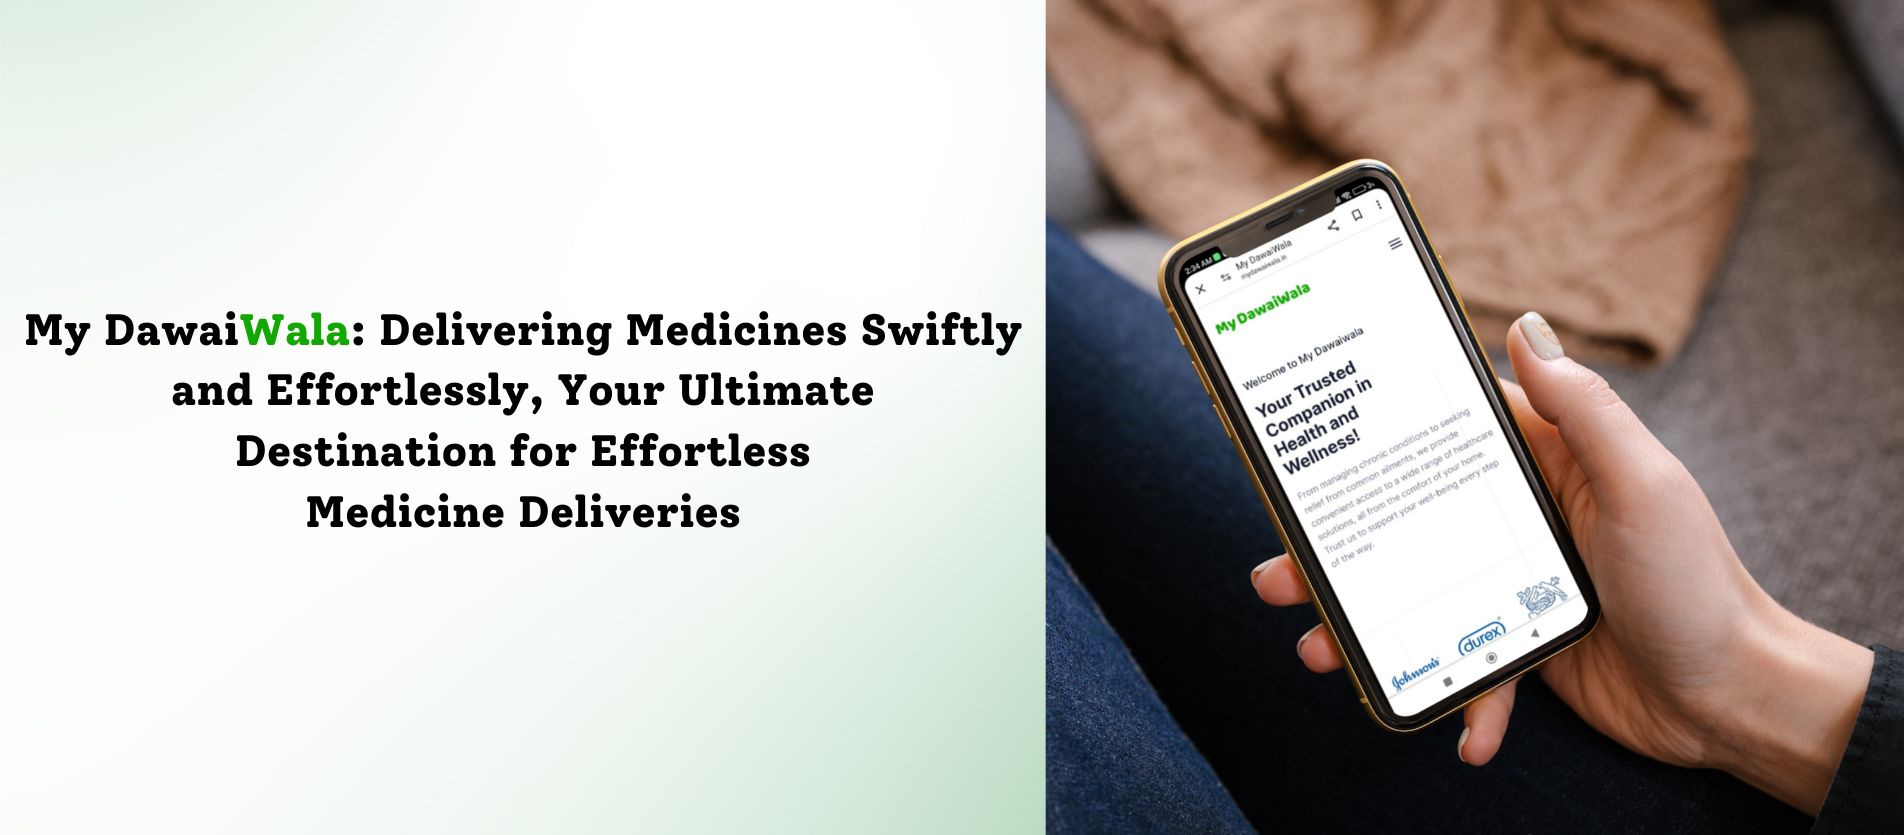 My DawaiWala: Delivering Medicines Swiftly
and Effortlessly, Your Ultimate
Destination for Effortless
Medicine Deliveries
2:34 AM
My DawaiWala
mydawaiwala.in
My DawaiWala
Welcome to My Dawaiwala
Your Trusted
Companion in
Health and
Wellness!
From managing chronic conditions to seeking
relief from common ailments, we provide
convenient access to a wide range of healthcare
solutions, all from the comfort of your home.
Trust us to support your well-being every step
of the way.
Johnson's
durex